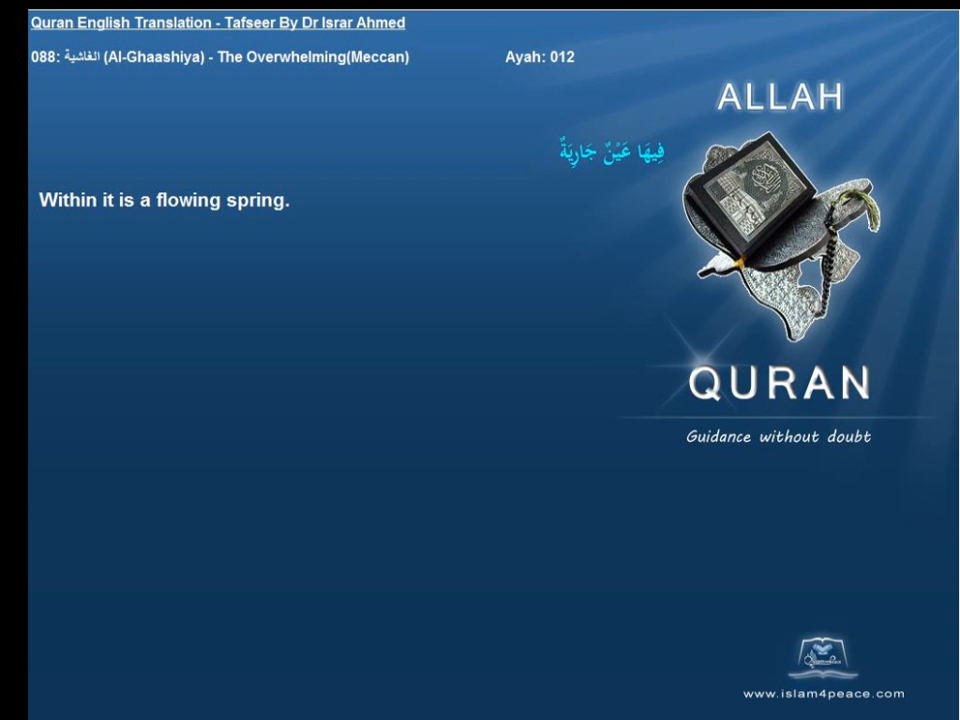 Quran English Translation - Tafseer By Dr Israr Ahmed
088: الغاشية (Al-Ghaashiya) - The Overwhelming(Meccan) Ayah: 012
ALLAH
فِيهَا عَيْنٌ جَارِيَةٌ
Within it is a flowing spring.
QURAN
Guidance without doubt
www.islam4peace.com